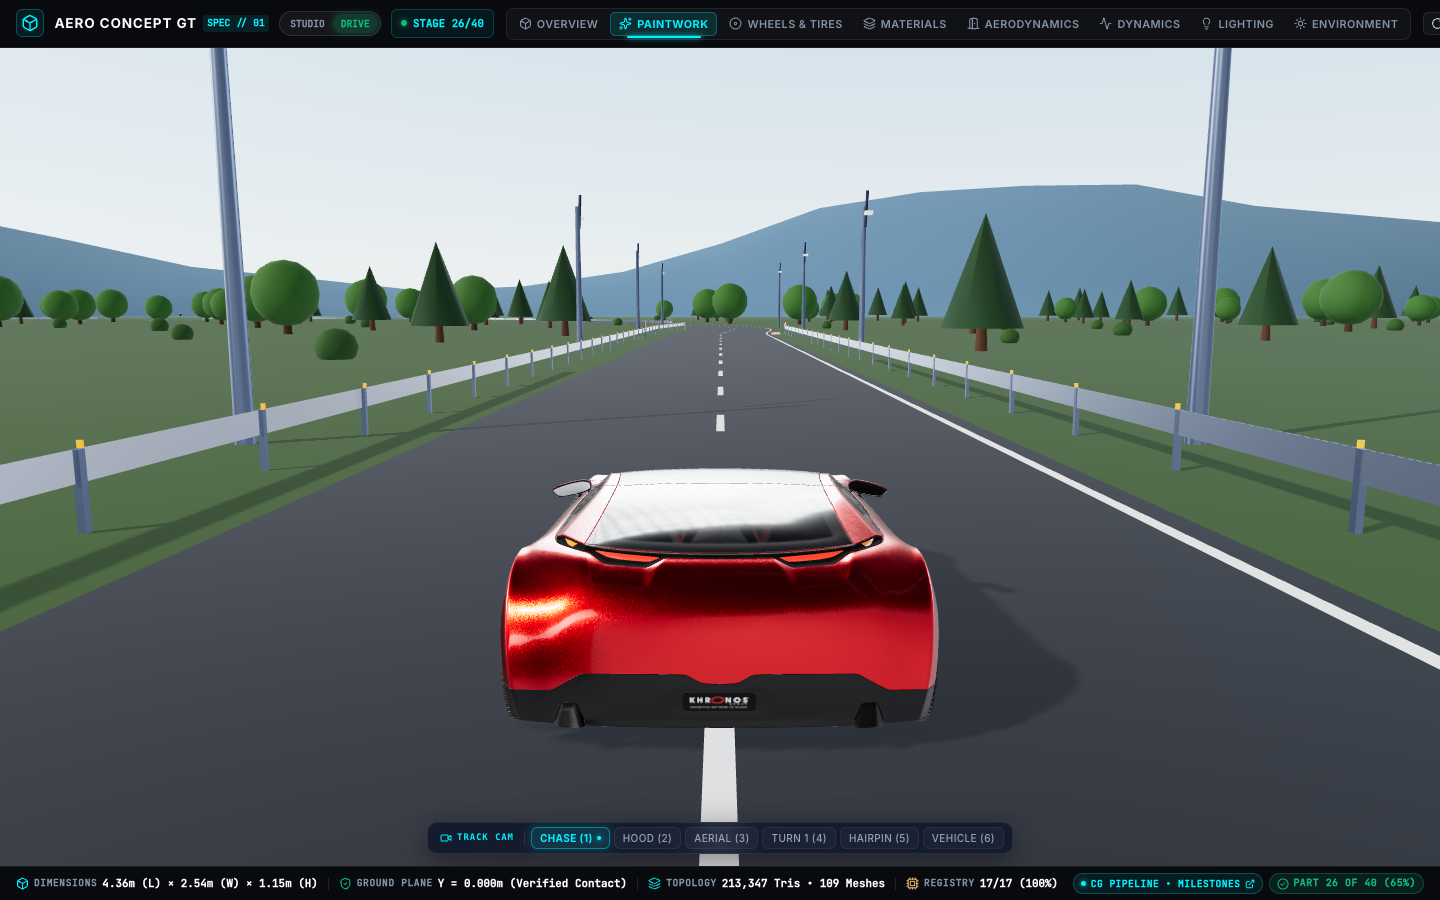 AERO CONCEPT GT SPEC // 01 STUDIO DRIVE STAGE 26/40 OVERVIEW PAINTWORK WHEELS & TIRES MATERIALS AERODYNAMICS DYNAMICS LIGHTING ENVIRONMENT
KHRONOS
TRACK CAM CHASE (1) HOOD (2) AERIAL (3) TURN 1 (4) HAIRPIN (5) VEHICLE (6)
DIMENSIONS 4.36m (L) × 2.54m (W) × 1.15m (H) GROUND PLANE Y = 0.000m (Verified Contact) TOPOLOGY 213,347 Tris • 109 Meshes REGISTRY 17/17 (100%) CG PIPELINE • MILESTONES PART 26 OF 40 (65%)